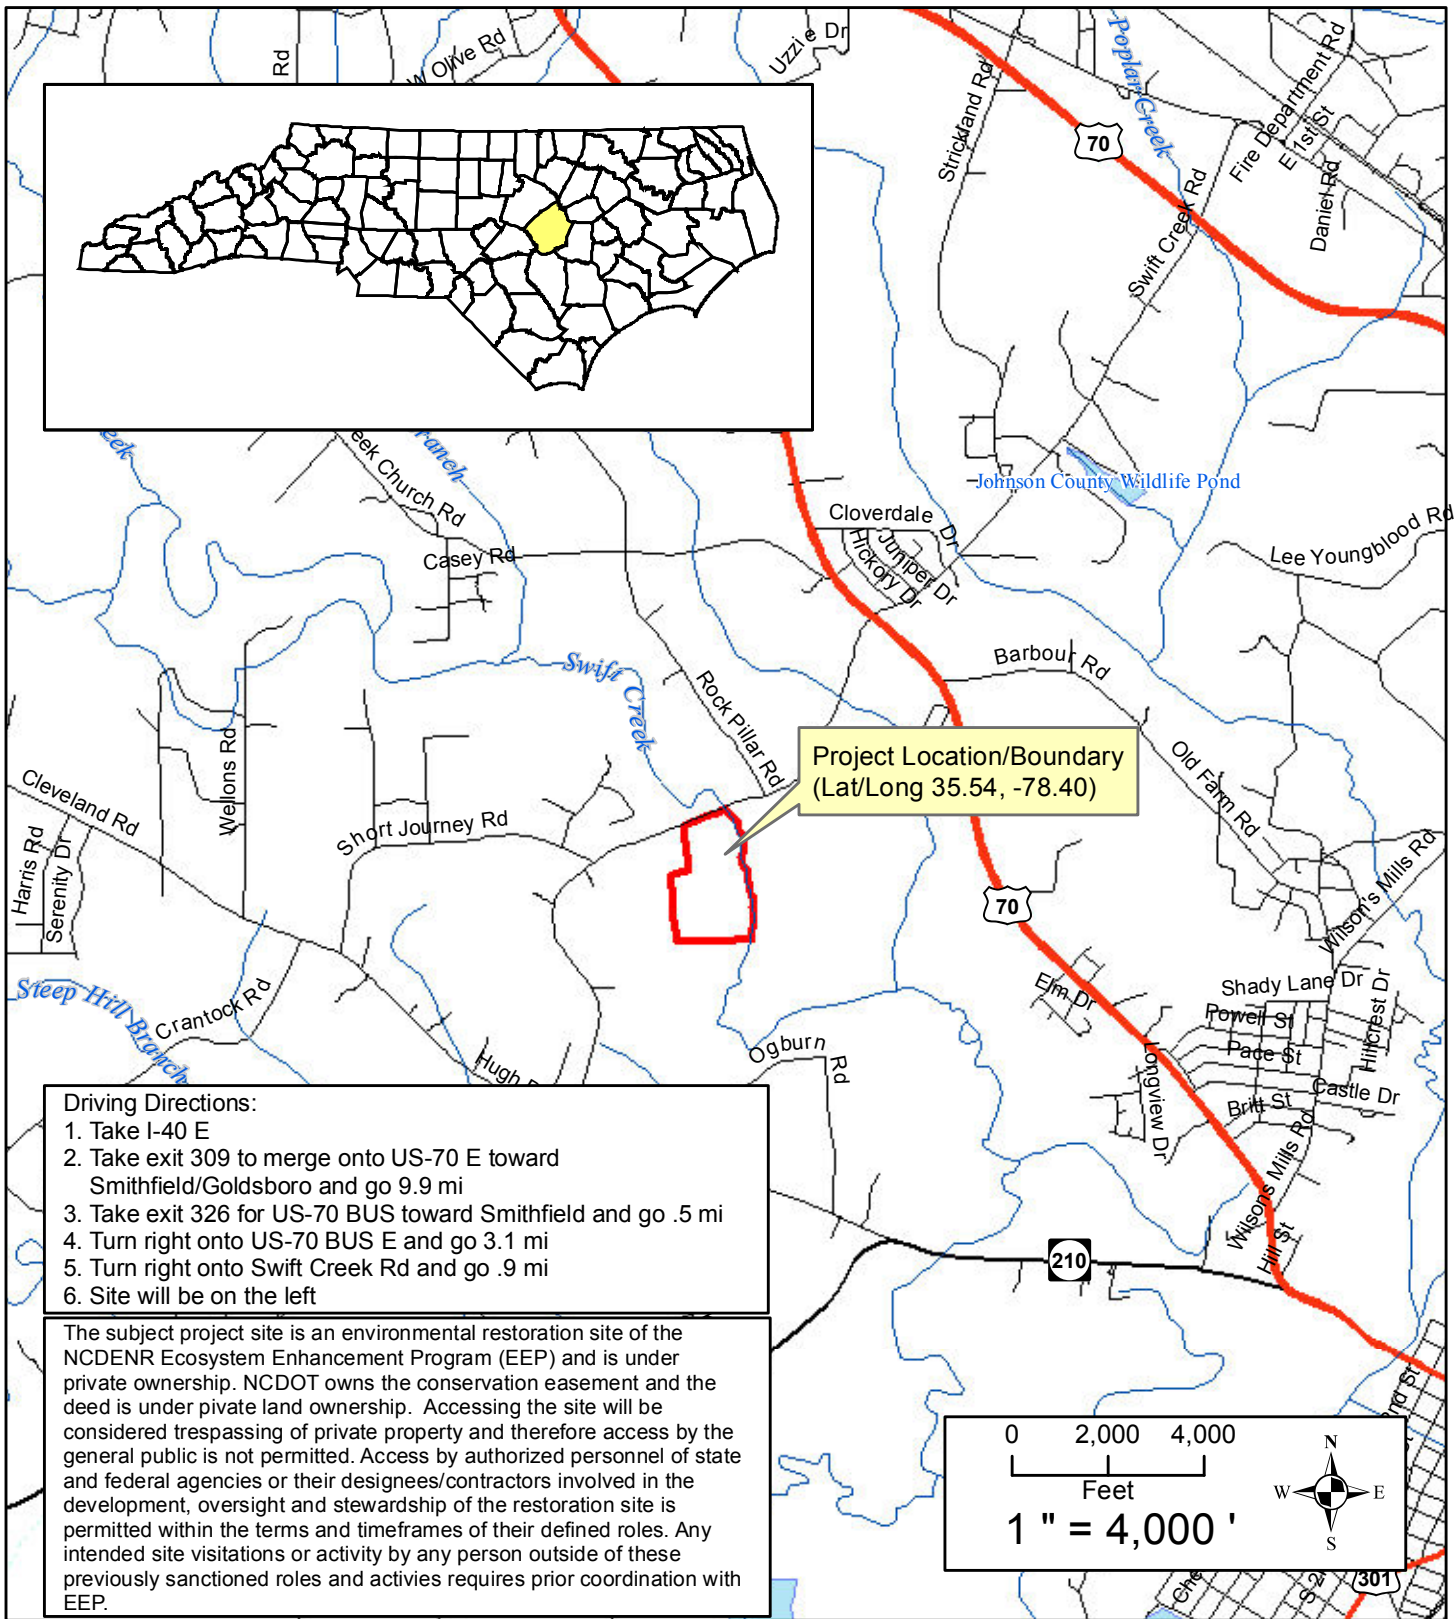 Rd
W Olive Rd
Uzzie Dr
Strickland Rd
70
Poplar Creek
Swift Creek Rd
Fire Department Rd
E 1st St
Daniel Rd
eek
ranch
eek Church Rd
Casey Rd
Cloverdale Dr
Hickory Dr
Juniper Dr
Johnson County Wildlife Pond
Lee Youngblood Rd
Swift Creek
Rock Pillar Rd
Barbour Rd
Old Farm Rd
Project Location/Boundary
(Lat/Long 35.54, -78.40)
Cleveland Rd
Wellons Rd
Short Journey Rd
Harris Rd
Serenity Dr
70
Wilson's Mills Rd
Steep Hill Branch
Crantock Rd
Hugh
Ogburn Rd
Elm Dr
Longview Dr
Shady Lane Dr
Powell St
Pace St
Hillcrest Dr
Castle Dr
Britt St
Wilsons Mills Rd
Hill St
210
Driving Directions:
1. Take I-40 E
2. Take exit 309 to merge onto US-70 E toward
Smithfield/Goldsboro and go 9.9 mi
3. Take exit 326 for US-70 BUS toward Smithfield and go .5 mi
4. Turn right onto US-70 BUS E and go 3.1 mi
5. Turn right onto Swift Creek Rd and go .9 mi
6. Site will be on the left
The subject project site is an environmental restoration site of the
NCDENR Ecosystem Enhancement Program (EEP) and is under
private ownership. NCDOT owns the conservation easement and the
deed is under pivate land ownership. Accessing the site will be
considered trespassing of private property and therefore access by the
general public is not permitted. Access by authorized personnel of state
and federal agencies or their designees/contractors involved in the
development, oversight and stewardship of the restoration site is
permitted within the terms and timeframes of their defined roles. Any
intended site visitations or activity by any person outside of these
previously sanctioned roles and activies requires prior coordination with
EEP.
0 2,000 4,000
Feet
1 " = 4,000 '
N
W E
S
301